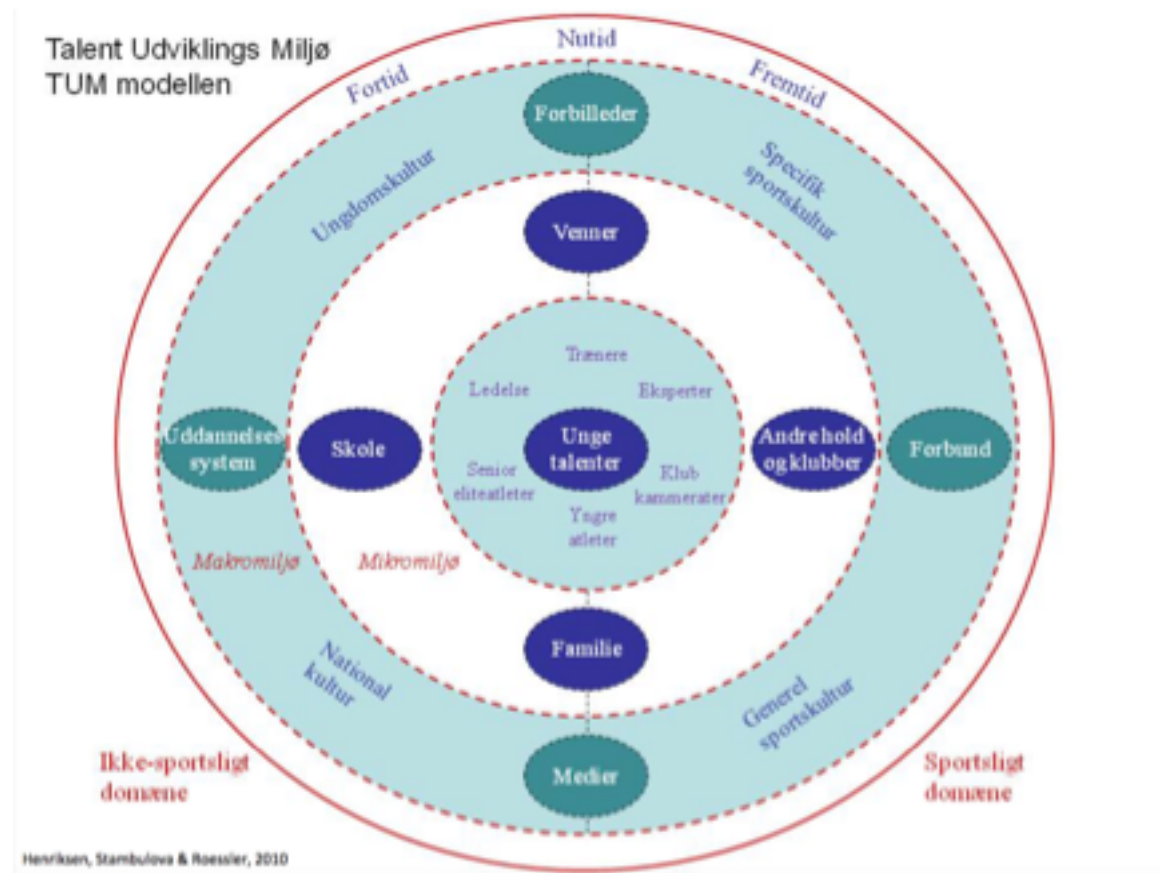 Talent Udviklings Miljø
TUM modellen
Nutid
Fortid
Fremtid
Forbilleder
Ungdomskultur
Specifik
sportskultur
Venner
Trænere
Ledelse
Eksperter
Uddannelses
system
Skole
Unge
talenter
Andre hold
og klubber
Forbund
Senior
eliteatleter
Klub
kammerater
Yngre
atleter
Makromiljø
Mikromiljø
Familie
National
kultur
Generel
sportskultur
Medier
Ikke-sportsligt
domæne
Sportsligt
domæne
Henriksen, Stambulova & Roessler, 2010